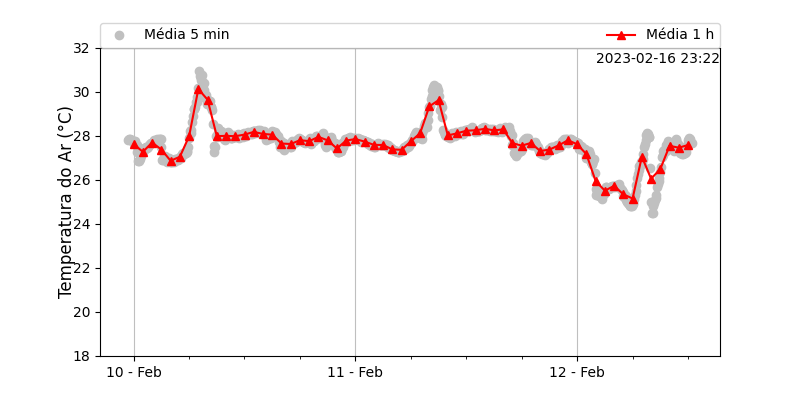 Média 5 min
Média 1 h
2023-02-16 23:22
Temperatura do Ar (°C)
32
30
28
26
24
22
20
18
10 - Feb
11 - Feb
12 - Feb